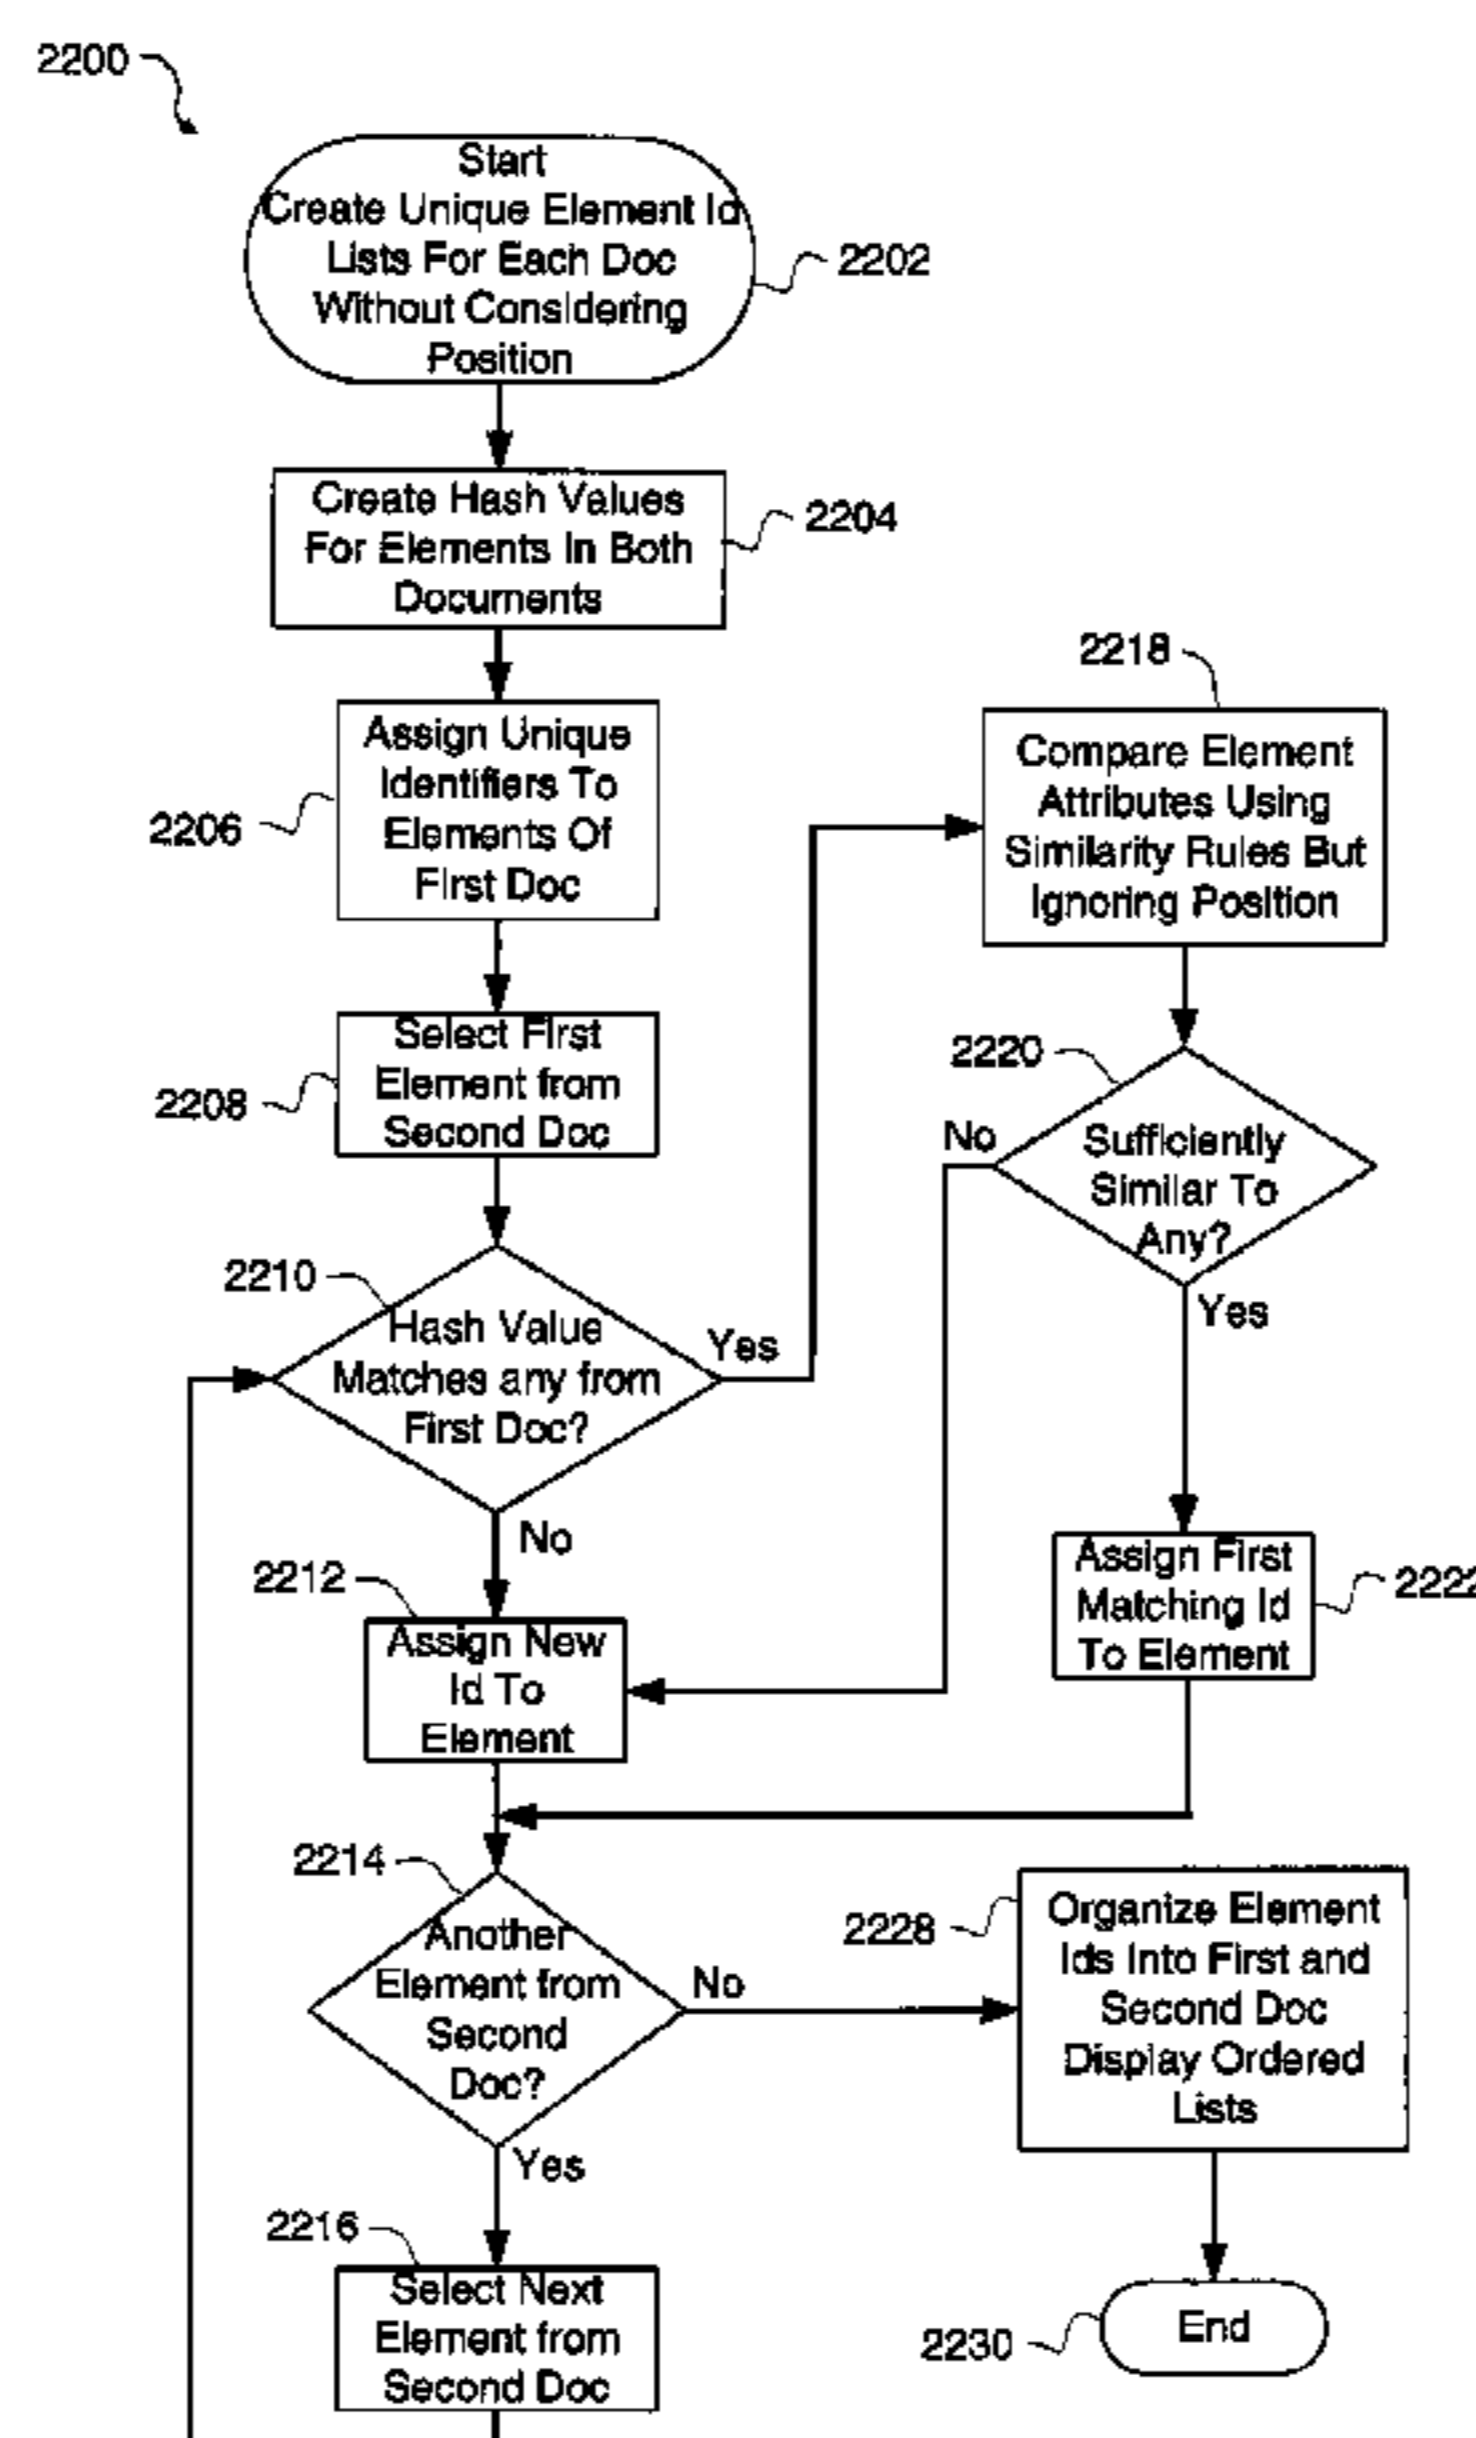 2200
Start
Create Unique Element Id
Lists For Each Doc
Without Considering
Position
2202
Create Hash Values
For Elements In Both
Documents
2204
Assign Unique
Identifiers To
Elements Of
First Doc
2206
Select First
Element from
Second Doc
2208
2210
Hash Value
Matches any from
First Doc?
Yes
No
2212
Assign New
Id To
Element
2214
Another
Element from
Second
Doc?
No
Yes
2216
Select Next
Element from
Second Doc
2218
Compare Element
Attributes Using
Similarity Rules But
Ignoring Position
2220
No
Sufficiently
Similar To
Any?
Yes
Assign First
Matching Id
To Element
2222
2228
Organize Element
Ids Into First and
Second Doc
Display Ordered
Lists
2230
End